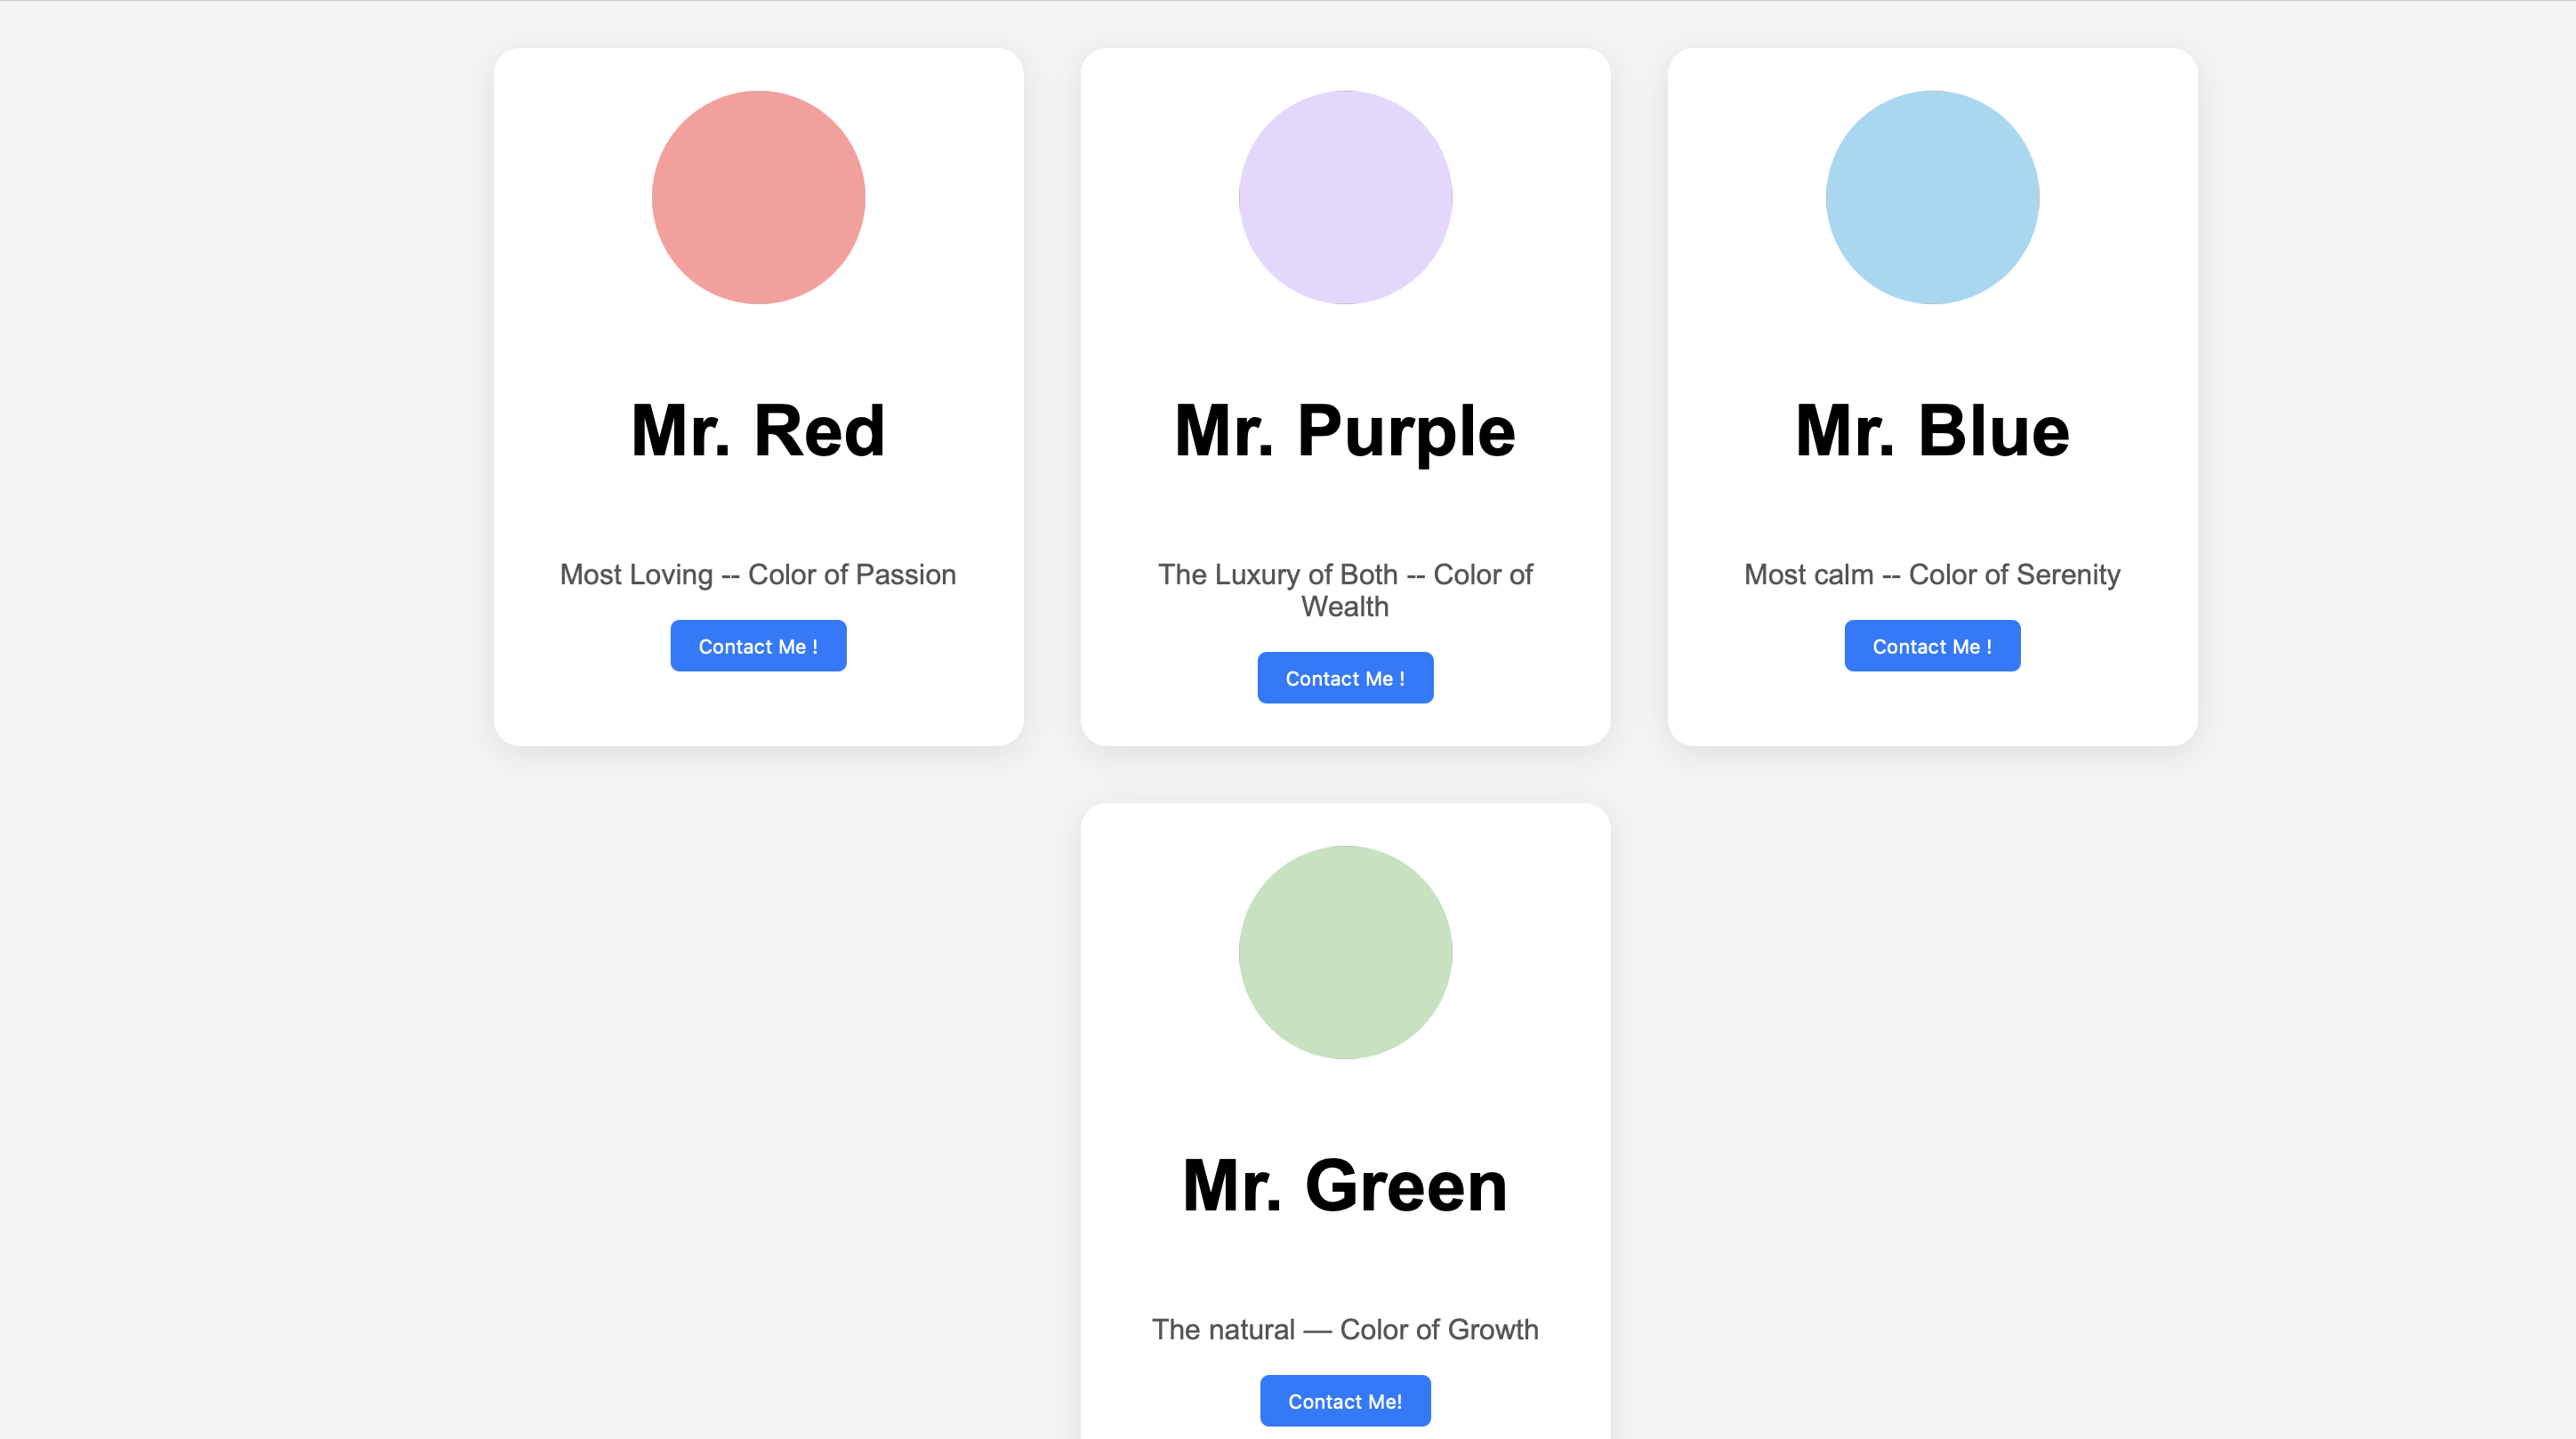 Mr. Red
Most Loving -- Color of Passion
Contact Me !
Mr. Purple
The Luxury of Both -- Color of
Wealth
Contact Me !
Mr. Blue
Most calm -- Color of Serenity
Contact Me !
Mr. Green
The natural — Color of Growth
Contact Me!